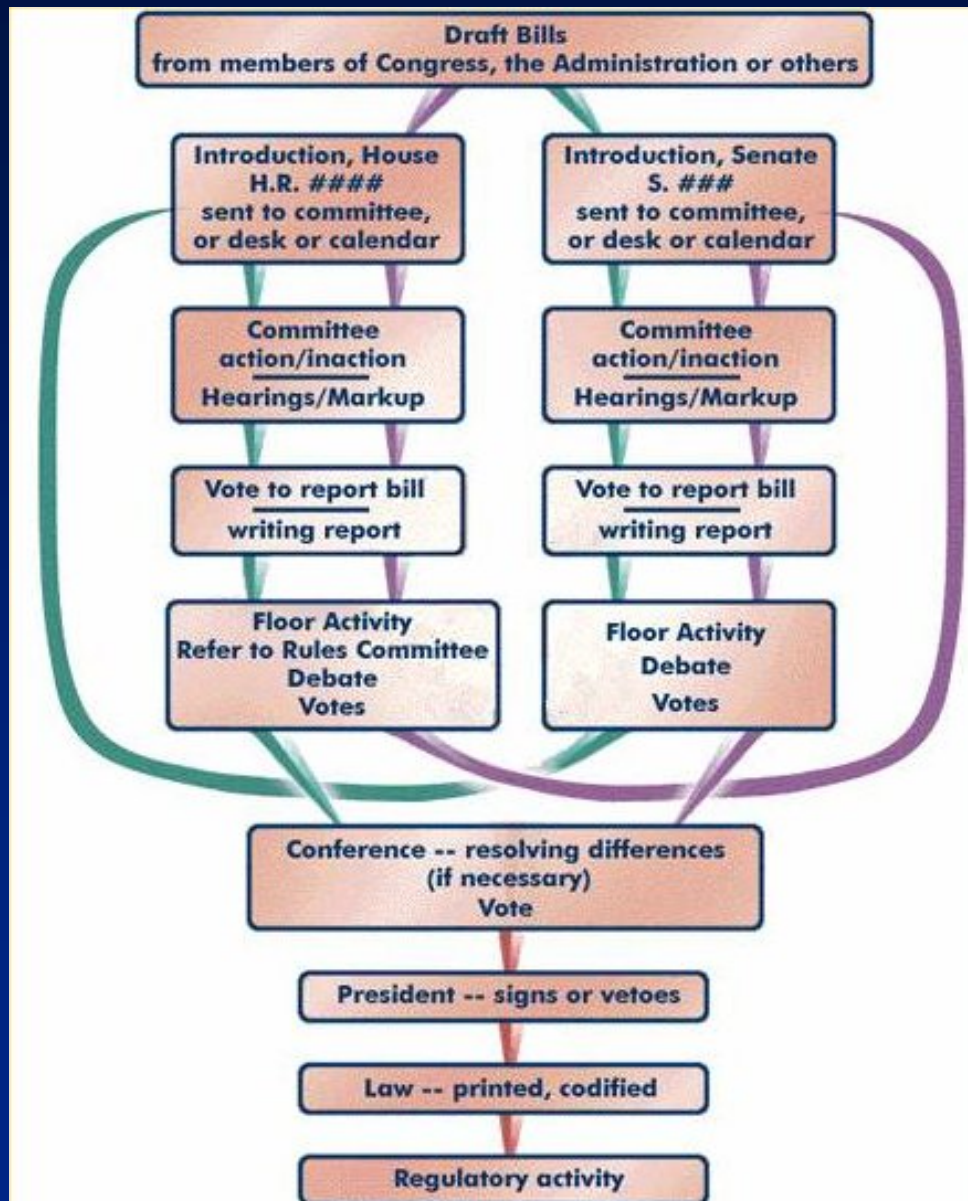 Draft Bills
from members of Congress, the Administration or others
Introduction, House
H.R. ####
sent to committee,
or desk or calendar
Introduction, Senate
S. ###
sent to committee,
or desk or calendar
Committee
action/inaction
Hearings/Markup
Committee
action/inaction
Hearings/Markup
Vote to report bill
writing report
Vote to report bill
writing report
Floor Activity
Refer to Rules Committee
Debate
Votes
Floor Activity
Debate
Votes
Conference -- resolving differences
(if necessary)
Vote
President -- signs or vetoes
Law -- printed, codified
Regulatory activity